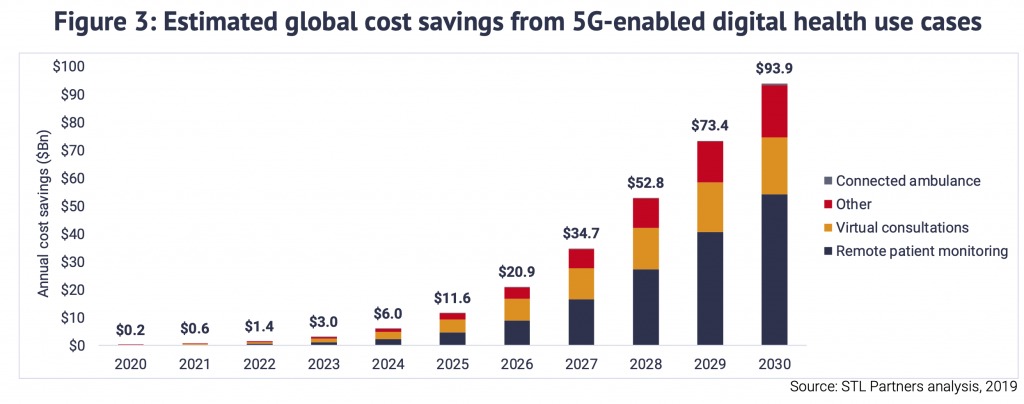 Figure 3: Estimated global cost savings from 5G-enabled digital health use cases
Annual cost savings ($Bn)
$100
$90
$80
$70
$60
$50
$40
$30
$20
$10
$0
$0.2
$0.6
$1.4
$3.0
$6.0
$11.6
$20.9
$34.7
$52.8
$73.4
$93.9
2020 2021 2022 2023 2024 2025 2026 2027 2028 2029 2030
Connected ambulance
Other
Virtual consultations
Remote patient monitoring
Source: STL Partners analysis, 2019